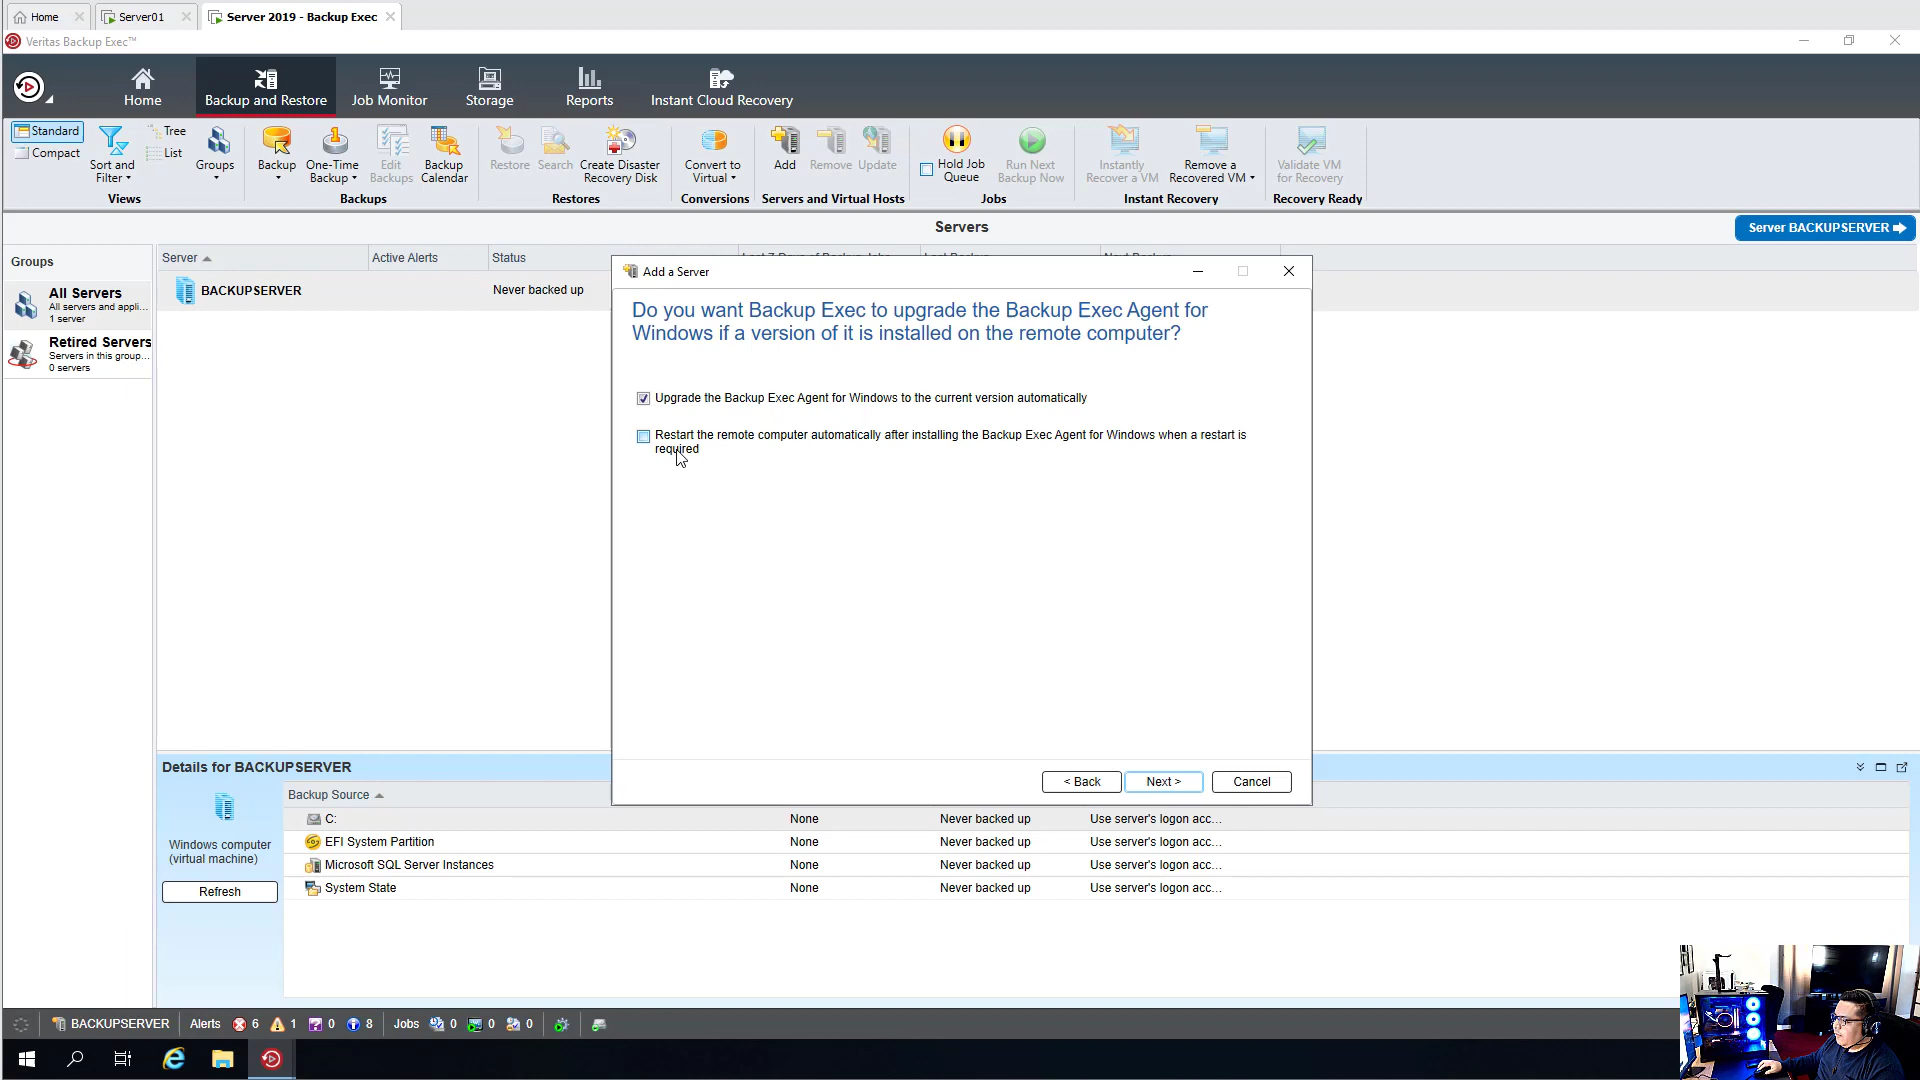 Home
Server01
Server 2019 - Backup Exec
Veritas Backup Exec™
Home
Backup and Restore
Job Monitor
Storage
Reports
Instant Cloud Recovery
Standard
Compact
Sort and
Filter
Tree
List
Groups
Views
Backup
One-Time
Backup
Edit
Backups
Backup
Calendar
Backups
Restore
Search
Create Disaster
Recovery Disk
Restores
Convert to
Virtual
Conversions
Add
Remove
Update
Servers and Virtual Hosts
Hold Job
Queue
Run Next
Backup Now
Jobs
Instantly
Recover a VM
Remove a
Recovered VM
Instant Recovery
Validate VM
for Recovery
Recovery Ready
Servers
Server BACKUPSERVER
Groups
All Servers
All servers and appli...
1 server
Retired Servers
Servers in this group...
0 servers
Server
Active Alerts
Status
BACKUPSERVER
Never backed up
Add a Server
Do you want Backup Exec to upgrade the Backup Exec Agent for
Windows if a version of it is installed on the remote computer?
Upgrade the Backup Exec Agent for Windows to the current version automatically
Restart the remote computer automatically after installing the Backup Exec Agent for Windows when a restart is
required
< Back
Next >
Cancel
Details for BACKUPSERVER
Windows computer
(virtual machine)
Refresh
Backup Source
C: None Never backed up Use server's logon acc...
EFI System Partition None Never backed up Use server's logon acc...
Microsoft SQL Server Instances None Never backed up Use server's logon acc...
System State None Never backed up Use server's logon acc...
BACKUPSERVER Alerts 6 1 0 8 Jobs 0 0 0